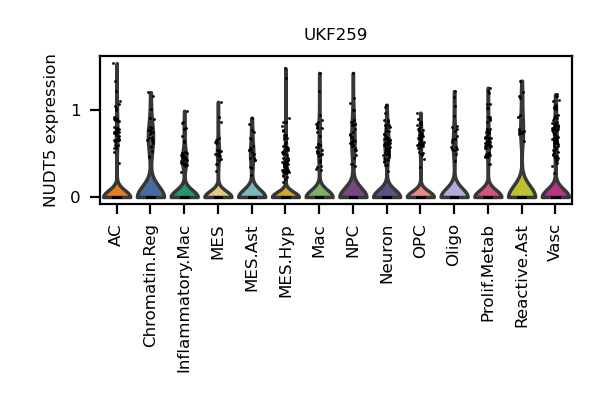 UKF259
NUDT5 expression
1
0
AC
Chromatin.Reg
Inflammatory.Mac
MES
MES.Ast
MES.Hyp
Mac
NPC
Neuron
OPC
Oligo
Prolif.Metab
Reactive.Ast
Vasc